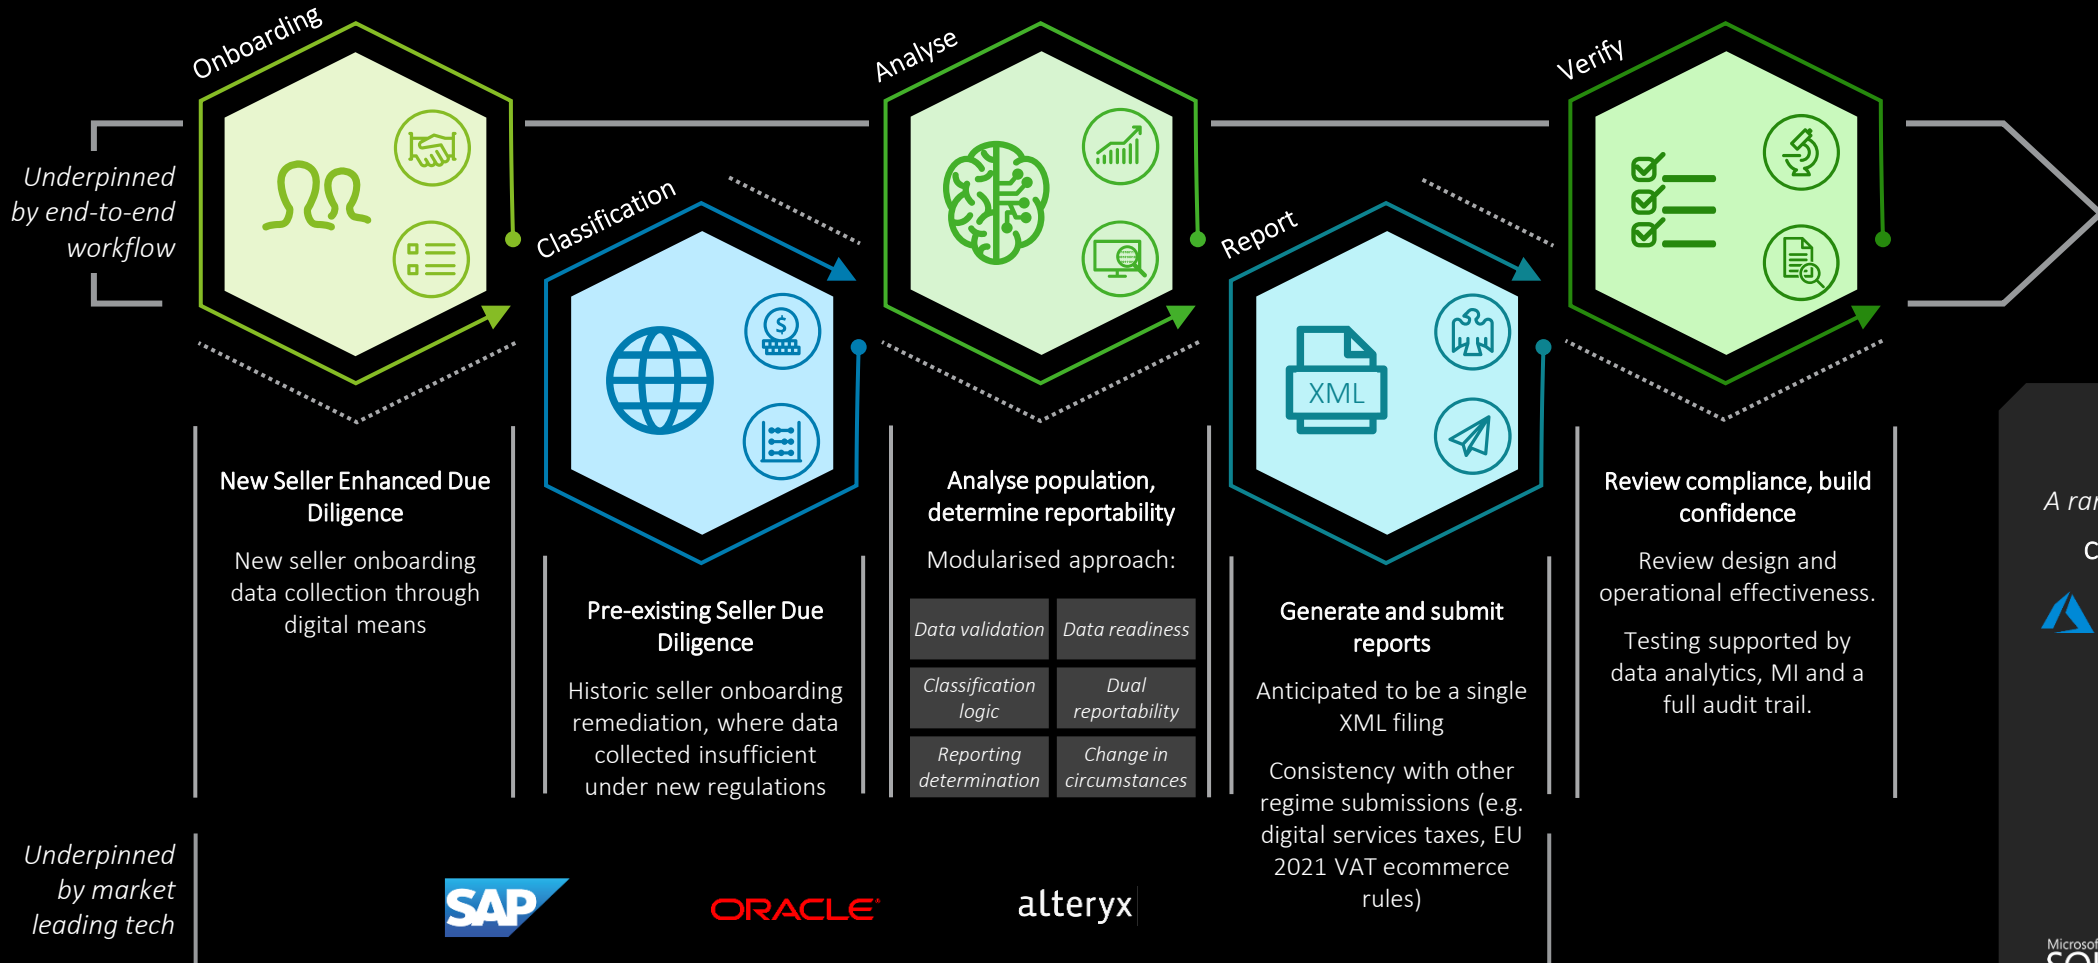 Onboarding
Analyse
Verify
Underpinned
by end-to-end
workflow
Classification
Report
$
XML
New Seller Enhanced Due
Diligence
New seller onboarding
data collection through
digital means
Pre-existing Seller Due
Diligence
Historic seller onboarding
remediation, where data
collected insufficient
under new regulations
Analyse population,
determine reportability
Modularised approach:
Data validation
Data readiness
Classification
logic
Dual
reportability
Reporting
determination
Change in
circumstances
Generate and submit
reports
Anticipated to be a single
XML filing
Consistency with other
regime submissions (e.g.
digital services taxes, EU
2021 VAT ecommerce
rules)
Review compliance, build
confidence
Review design and
operational effectiveness.
Testing supported by
data analytics, MI and a
full audit trail.
A
Underpinned
by market
leading tech
SAP
ORACLE
alteryx
Microsoft